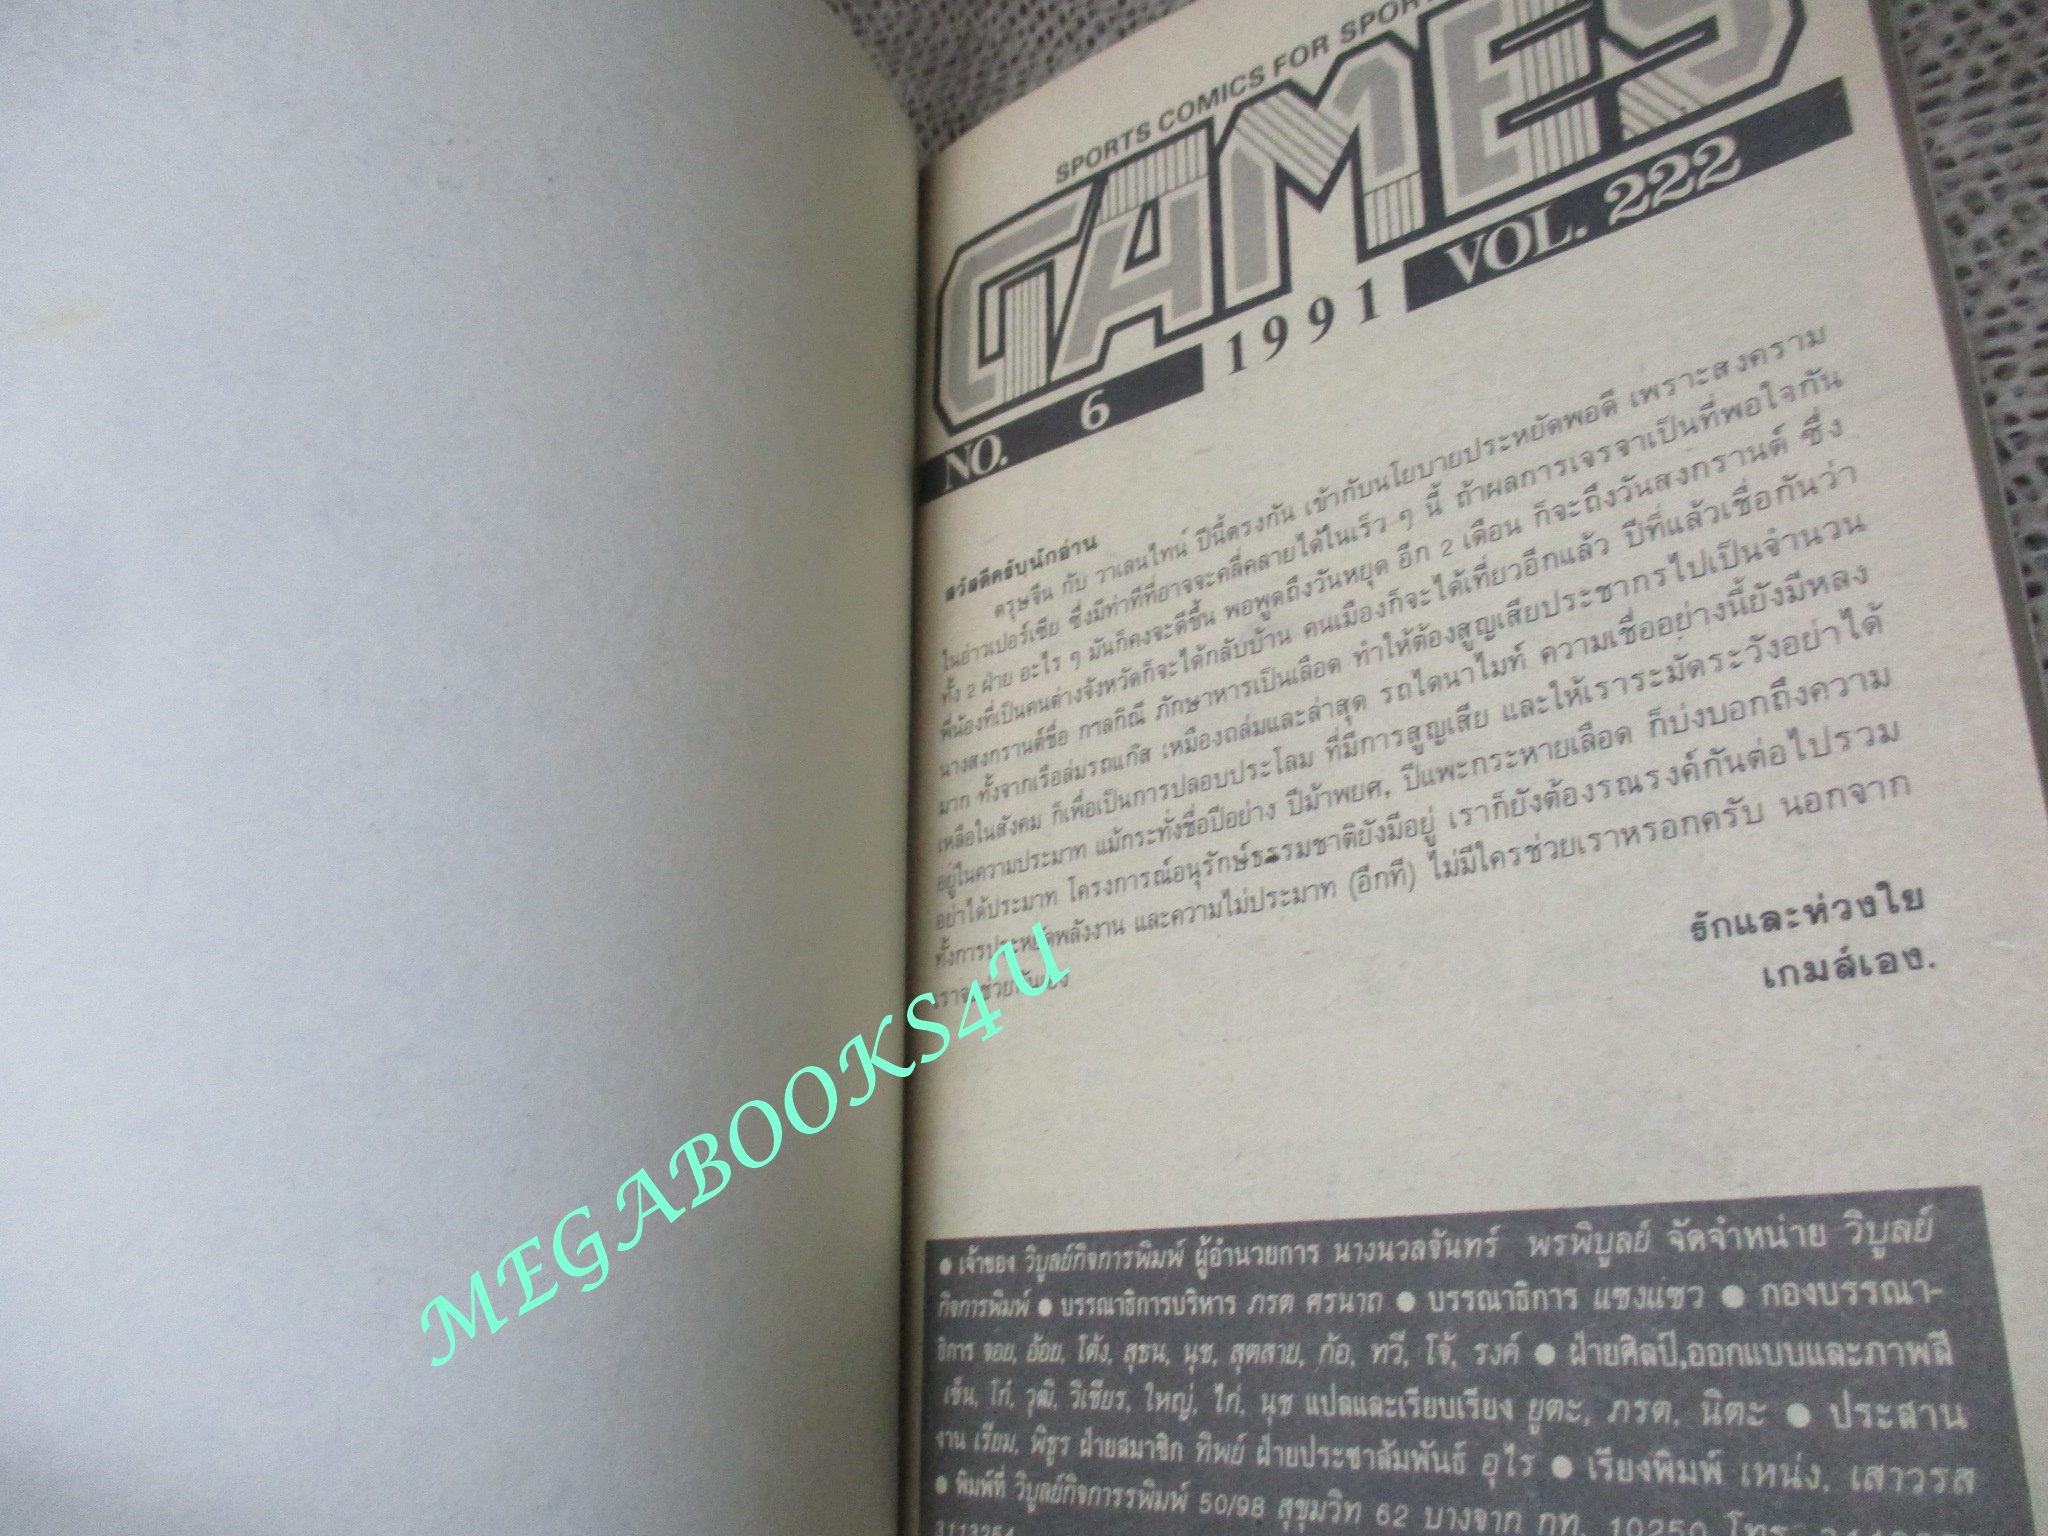 SPORTS COMICS FOR SPORT
GAMES
NO. 6 1991 VOL. 222
สวัสดีครับนักอ่าน
ตรุษจีน กับ วาเลนไทน์ ปีนี้ตรงกัน เข้ากับนโยบายประหยัดพอดี เพราะสงคราม
ในอ่าวเปอร์เซีย ซึ่งมีท่าทีที่อาจจะคลี่คลายได้ในเร็ว ๆ นี้ ถ้าผลการเจรจาเป็นที่พอใจกัน
ทั้ง 2 ฝ่าย อะไร ๆ มันก็คงจะดีขึ้น พอพูดถึงวันหยุด อีก 2 เดือน ก็จะถึงวันสงกรานต์ ซึ่ง
พี่น้องที่เป็นคนต่างจังหวัดก็จะได้กลับบ้าน คนเมืองก็จะได้เที่ยวอีกแล้ว ปีที่แล้วเชื่อกันว่า
นางสงกรานต์ชื่อ กาลกิณี ภักษาหารเป็นเลือด ทำให้ต้องสูญเสียประชากรไปเป็นจำนวน
มาก ทั้งจากเรือล่มรถแก๊ส เหมืองถล่มและล่าสุด รถไดนาไมท์ ความเชื่ออย่างนี้ยังมีหลง
เหลือในสังคม ก็เพื่อเป็นการปลอบประโลม ที่มีการสูญเสีย และให้เราระมัดระวังอย่าได้
อยู่ในความประมาท แม้กระทั่งชื่อปีอย่าง ปีม้าพยศ, ปีแพะกระหายเลือด ก็บ่งบอกถึงความ
อย่าได้ประมาท โครงการณ์อนุรักษ์ธรรมชาติยังมีอยู่ เราก็ยังต้องรณรงค์กันต่อไปรวม
ทั้งการประหยัดพลังงาน และความไม่ประมาท (อีกที) ไม่มีใครช่วยเราหรอกครับ นอกจาก
รักและห่วงใย
เกมส์เอง.
MEGABOOKS4U
● เจ้าของ วิบูลย์กิจการพิมพ์ ผู้อำนวยการ นางนวลจันทร์ พรพิบูลย์ จัดจำหน่าย วิบูลย์
กิจการพิมพ์ ● บรรณาธิการบริหาร ภรต ศรนาถ ● บรรณาธิการ แซงแซว ● กองบรรณา-
ธิการ จอย, อ้อย, โต้ง, สุธน, นุช, สุดสาย, ก้อ, ทวี, โจ้, รงค์ ● ฝ่ายศิลป์,ออกแบบและภาพสี
เซ็น, โก๋, วุฒิ, วิเชียร, ใหญ่, ไก่, นุช แปลและเรียบเรียง ยูตะ, ภรต, นิตะ ● ประสาน
งาน เรียม, พิธูร ฝ่ายสมาชิก ทิพย์ ฝ่ายประชาสัมพันธ์ อุไร ● เรียงพิมพ์ เหน่ง, เสาวรส
● พิมพ์ที่ วิบูลย์กิจการรพิมพ์ 50/98 สุขุมวิท 62 บางจาก กท. 10250 โทร.
3113254